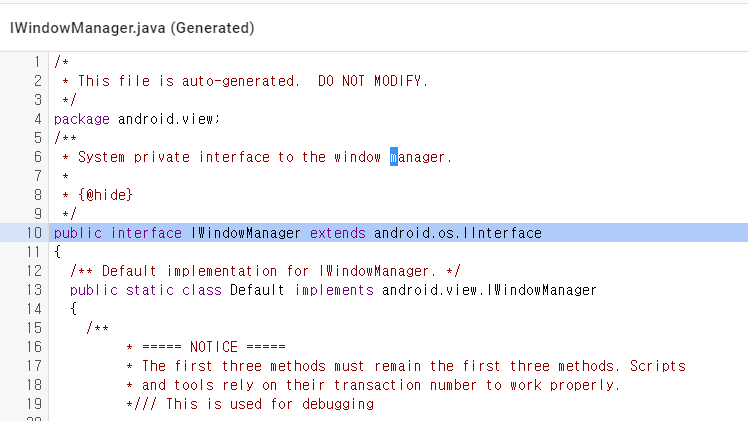 IWindowManager.java (Generated)
1 /*
2  * This file is auto-generated.  DO NOT MODIFY.
3  */
4 package android.view;
5 /**
6  * System private interface to the window manager.
7  *
8  * {@hide}
9  */
10 public interface IWindowManager extends android.os.IInterface
11 {
12   /** Default implementation for IWindowManager. */
13   public static class Default implements android.view.IWindowManager
14   {
15     /**
16          * ===== NOTICE =====
17          * The first three methods must remain the first three methods. Scripts
18          * and tools rely on their transaction number to work properly.
19          */// This is used for debugging